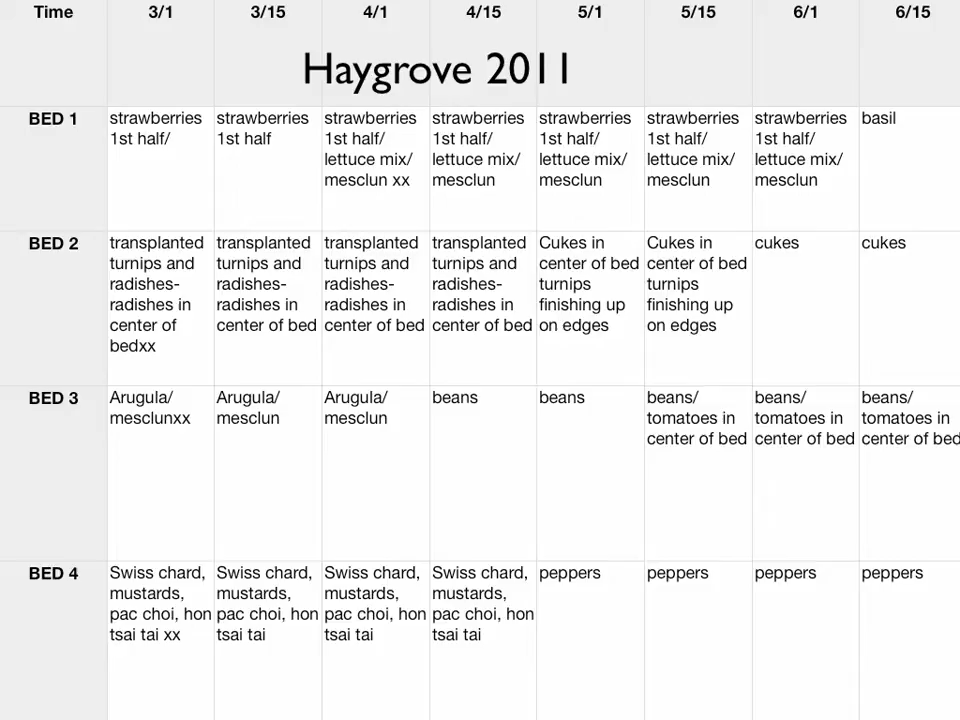 Time 3/1 3/15 4/1 4/15 5/1 5/15 6/1 6/15
Haygrove 2011
BED 1
strawberries
1st half/
strawberries
1st half
strawberries
1st half/
lettuce mix/
mesclun xx
strawberries
1st half/
lettuce mix/
mesclun
strawberries
1st half/
lettuce mix/
mesclun
strawberries
1st half/
lettuce mix/
mesclun
strawberries
1st half/
lettuce mix/
mesclun
basil
BED 2
transplanted
turnips and
radishes-
radishes in
center of
bedxx
transplanted
turnips and
radishes-
radishes in
center of bed
transplanted
turnips and
radishes-
radishes in
center of bed
transplanted
turnips and
radishes-
radishes in
center of bed
Cukes in
center of bed
turnips
finishing up
on edges
Cukes in
center of bed
turnips
finishing up
on edges
cukes
cukes
BED 3
Arugula/
mesclunxx
Arugula/
mesclun
Arugula/
mesclun
beans
beans
beans/
tomatoes in
center of bed
beans/
tomatoes in
center of bed
beans/
tomatoes in
center of bed
BED 4
Swiss chard,
mustards,
pac choi, hon
tsai tai xx
Swiss chard,
mustards,
pac choi, hon
tsai tai
Swiss chard,
mustards,
pac choi, hon
tsai tai
Swiss chard,
mustards,
pac choi, hon
tsai tai
peppers
peppers
peppers
peppers